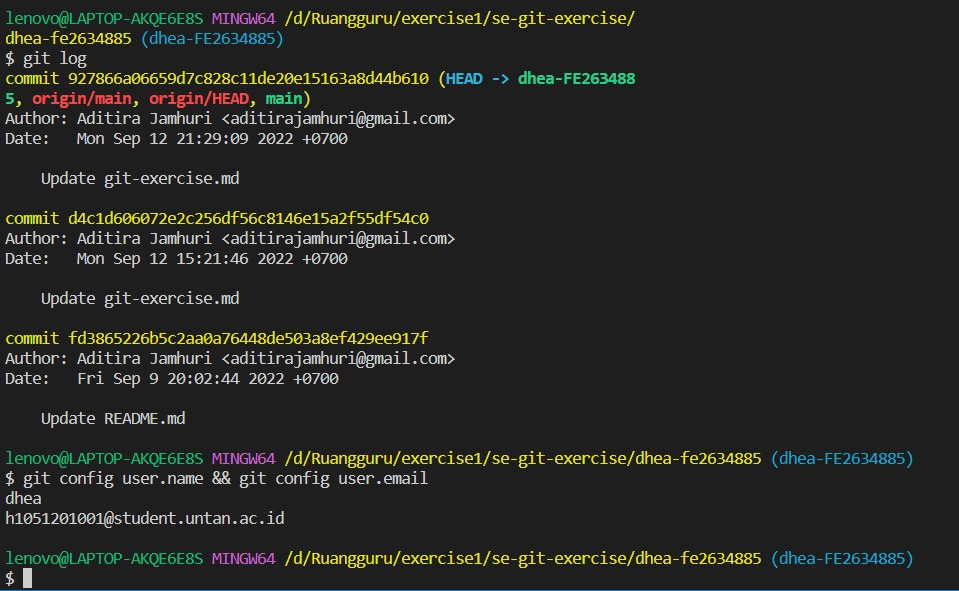 lenovo@LAPTOP-AKQE6E8S MINGW64 /d/Ruangguru/exercise1/se-git-exercise/
dhea-fe2634885 (dhea-FE2634885)
$ git log
commit 927866a06659d7c828c11de20e15163a8d44b610 (HEAD -> dhea-FE263488
5, origin/main, origin/HEAD, main)
Author: Aditira Jamhuri <aditirajamhuri@gmail.com>
Date:   Mon Sep 12 21:29:09 2022 +0700
    Update git-exercise.md
commit d4c1d606072e2c256df56c8146e15a2f55df54c0
Author: Aditira Jamhuri <aditirajamhuri@gmail.com>
Date:   Mon Sep 12 15:21:46 2022 +0700
    Update git-exercise.md
commit fd3865226b5c2aa0a76448de503a8ef429ee917f
Author: Aditira Jamhuri <aditirajamhuri@gmail.com>
Date:   Fri Sep 9 20:02:44 2022 +0700
    Update README.md
lenovo@LAPTOP-AKQE6E8S MINGW64 /d/Ruangguru/exercise1/se-git-exercise/dhea-fe2634885 (dhea-FE2634885)
$ git config user.name && git config user.email
dhea
h1051201001@student.untan.ac.id
lenovo@LAPTOP-AKQE6E8S MINGW64 /d/Ruangguru/exercise1/se-git-exercise/dhea-fe2634885 (dhea-FE2634885)
$